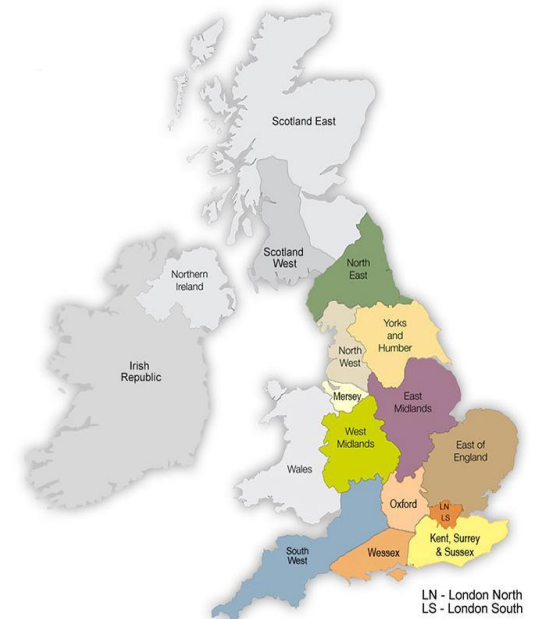 Scotland East
Scotland
West
North
East
Northern
Ireland
Yorks
and
Humber
North
West
Irish
Republic
Mersey
East
Midlands
West
Midlands
East of
England
Wales
Oxford
LN
LS
Kent, Surrey
& Sussex
South
West
Wessex
LN - London North
LS - London South